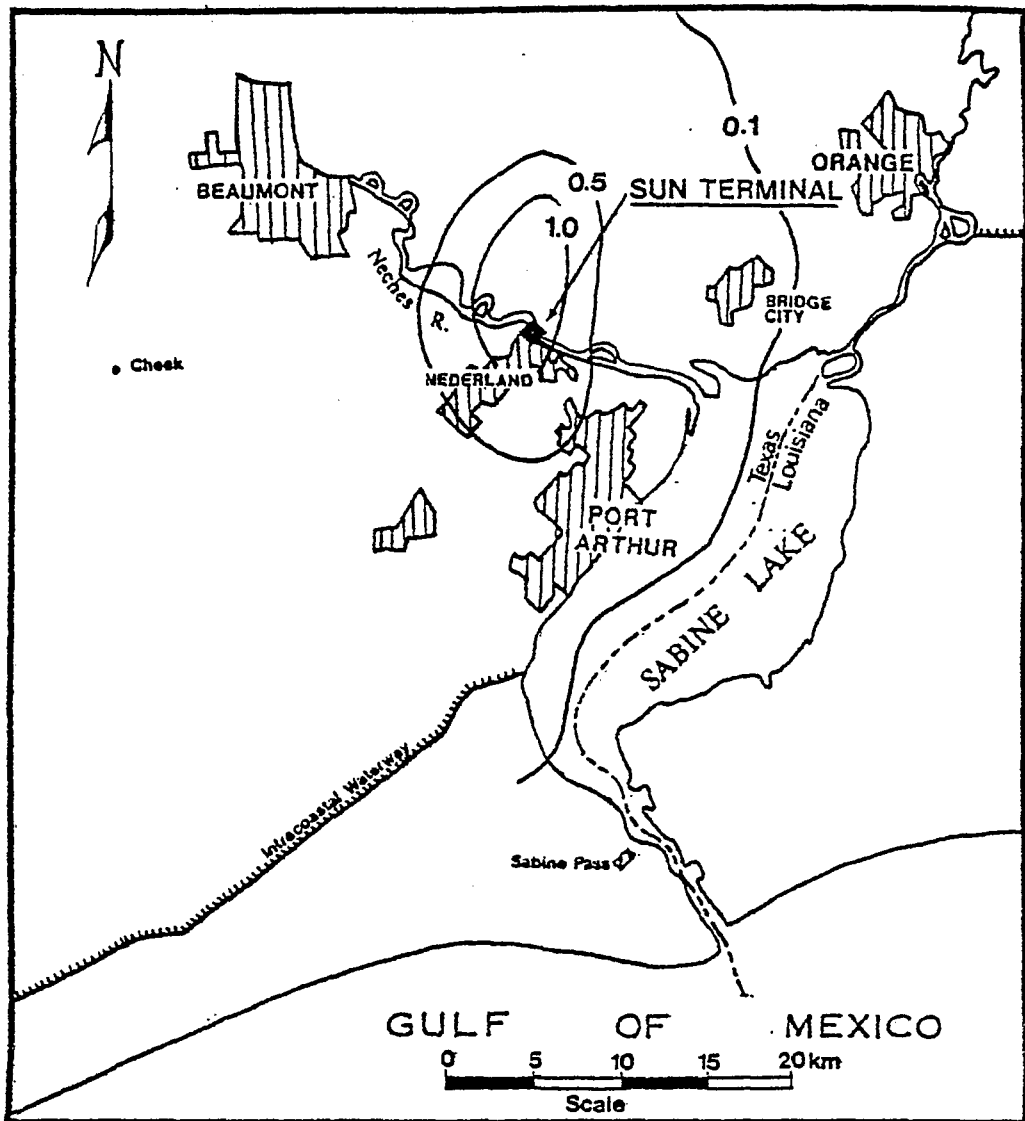 N
0.1
ORANGE
BEAUMONT
0.5
SUN TERMINAL
1.0
Neches R.
BRIDGE
CITY
Cheek
NEDERLAND
Texas
Louisiana
PORT
ARTHUR
SABINE LAKE
Intracoastal Waterway
Sabine Pass
GULF OF MEXICO
0 5 10 15 20 km
Scale